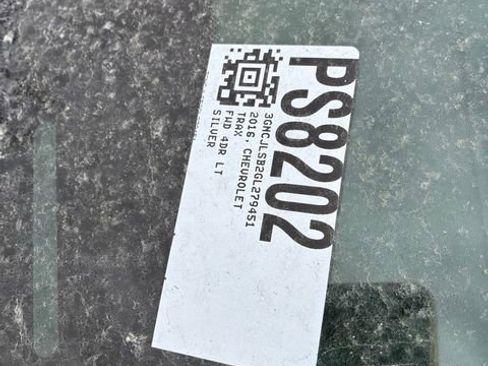 PS8202
3GNCJLSB2GL279451
2016, CHEVROLET
TRAX
FWD 4DR LT
SILVER